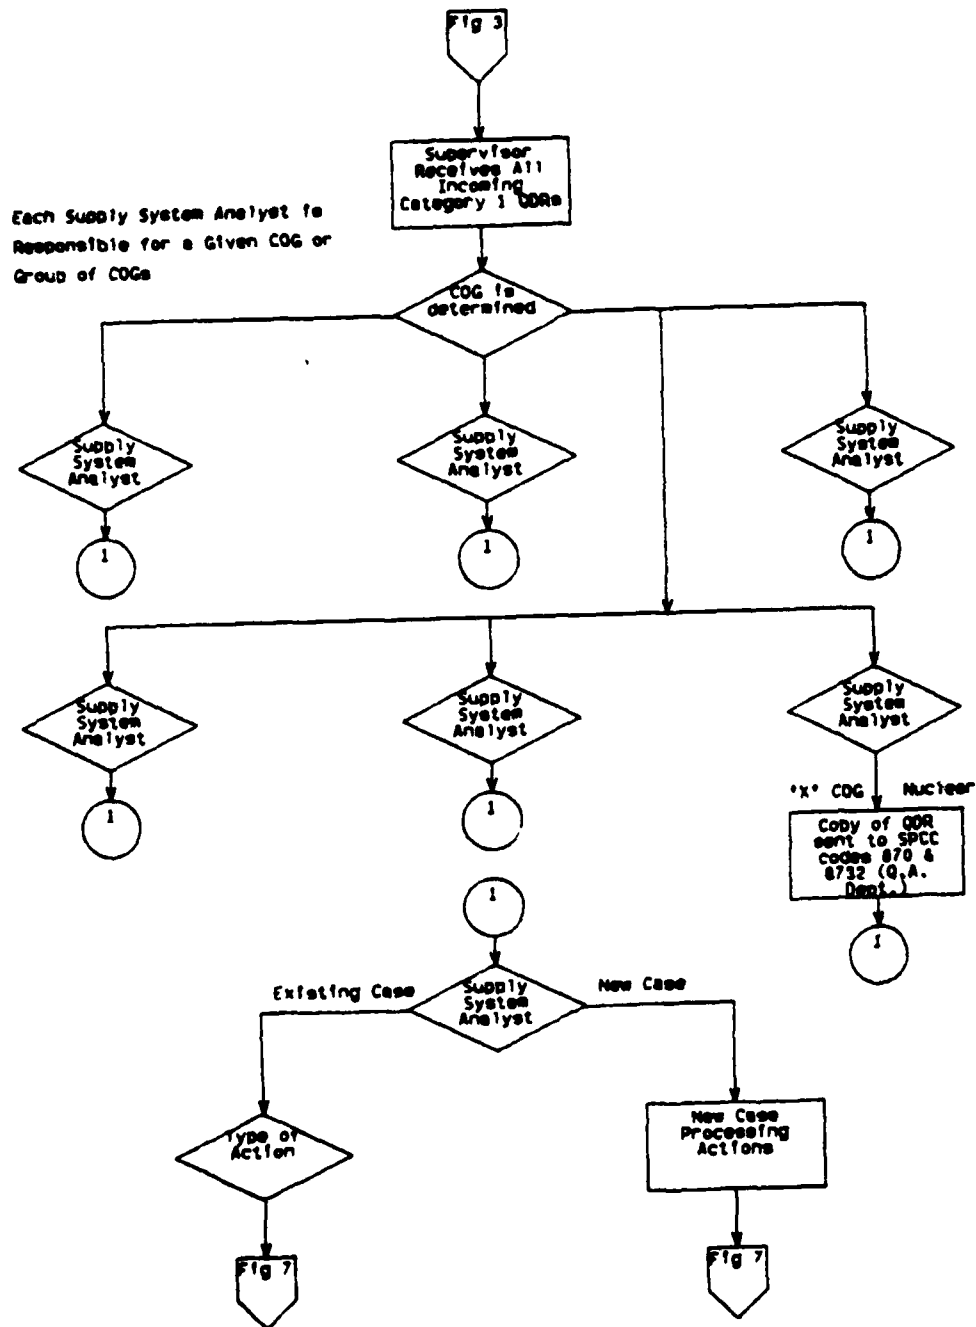 Fig 3
Supervisor
Receives All
Incoming
Category 1 QDRs
Each Supply System Analyst is
Responsible for a Given COG or
Group of COGs
COG is
determined
Supply
System
Analyst
Supply
System
Analyst
Supply
System
Analyst
1
1
1
Supply
System
Analyst
Supply
System
Analyst
Supply
System
Analyst
1
1
"X" COG Nuclear
Copy of QDR
sent to SPCC
codes 870 &
8732 (Q.A.
Dept.)
1
1
Existing Case
Supply
System
Analyst
New Case
Type of
Action
New Case
Processing
Actions
Fig 7
Fig 7